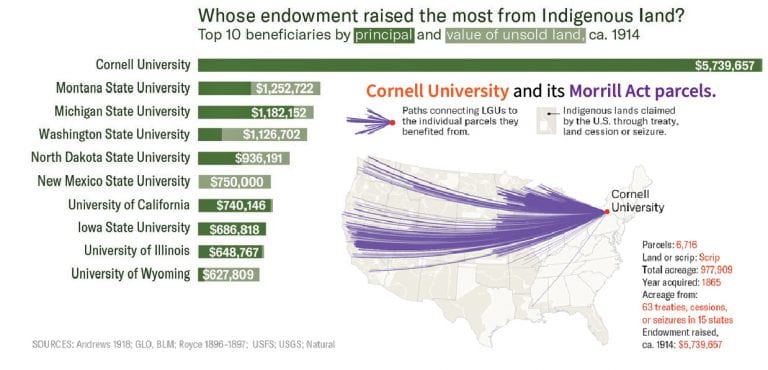 Whose endowment raised the most from Indigenous land?
Top 10 beneficiaries by principal and value of unsold land, ca. 1914
Cornell University $5,739,657
Montana State University $1,252,722
Michigan State University $1,182,152
Washington State University $1,126,702
North Dakota State University $936,191
New Mexico State University $750,000
University of California $740,146
Iowa State University $686,818
University of Illinois $648,767
University of Wyoming $627,809
SOURCES: Andrews 1918; GLO, BLM; Royce 1896-1897; USFS; USGS; Natural
Cornell University and its Morrill Act parcels.
Paths connecting LGUs to
the individual parcels they
benefited from.
Indigenous lands claimed
by the U.S. through treaty,
land cession or seizure.
Cornell
University
Parcels: 6,716
Land or scrip: Scrip
Total acreage: 977,909
Year acquired: 1865
Acreage from:
63 treaties, cessions,
or seizures in 15 states
Endowment raised,
ca. 1914: $5,739,657